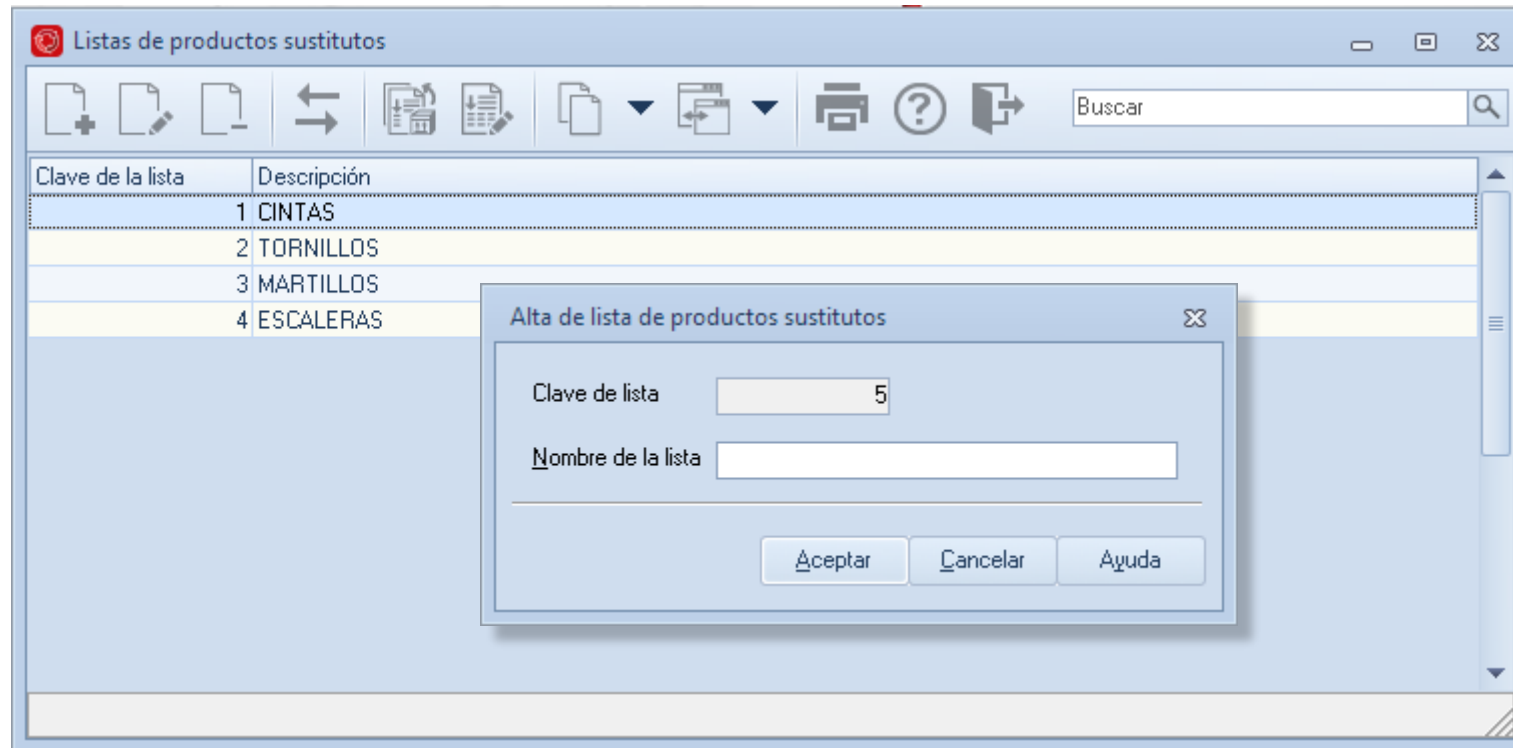 Listas de productos sustitutos
Buscar
Clave de la lista Descripción
1 CINTAS
2 TORNILLOS
3 MARTILLOS
4 ESCALERAS
Alta de lista de productos sustitutos
Clave de lista 5
Nombre de la lista
Aceptar Cancelar Ayuda